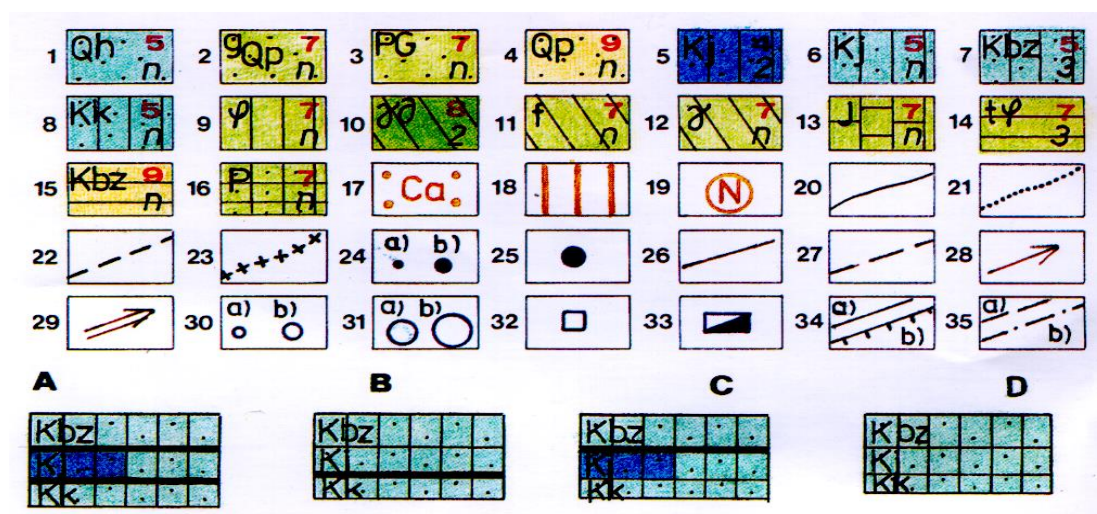 1 Qh 5 n 2 gQp 7 n 3 PG 7 n 4 Qp 9 n 5 Kj 4 2 6 Kj 5 n 7 Kbz 5 3
8 Kk 5 n 9 φ 7 n 10 γ∂ 8 2 11 f 7 n 12 γ 7 n 13 J 7 n 14 tφ 7 3
15 Kbz 9 n 16 P 7 n 17 Ca 18 19 N 20 21
22 23 24 a) b) 25 26 27 28
29 30 a) b) 31 a) b) 32 33 34 a) b) 35 a) b)
A B C D
Kbz Kbz Kbz Kbz
Kj Kj Kj Kj
Kk Kk Kk Kk